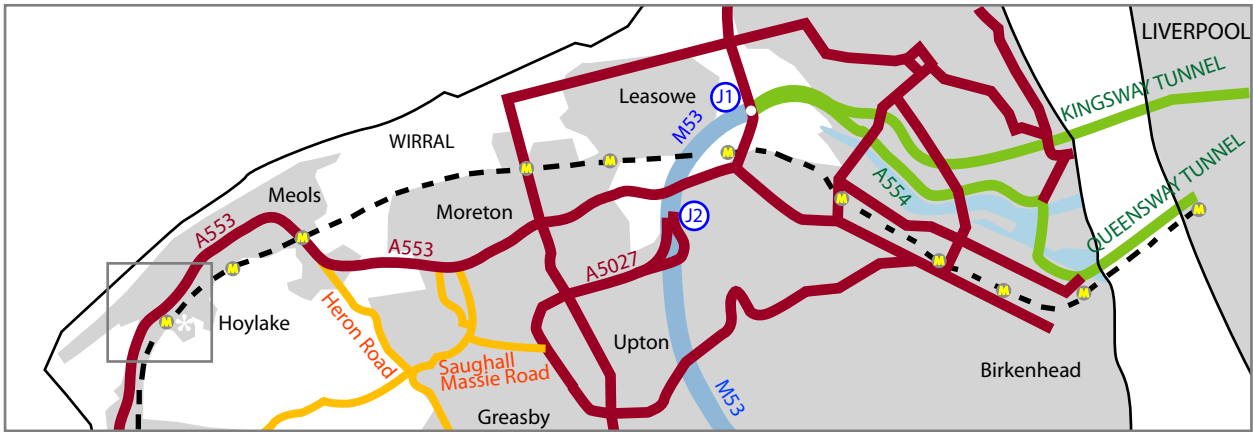 LIVERPOOL
KINGSWAY TUNNEL
Leasowe
J1
M53
WIRRAL
M
M
M
Meols
A554
M
Moreton
QUEENSWAY TUNNEL
M
J2
A553
M
A553
M
A5027
M
M
M
Heron Road
M
Hoylake
Upton
Saughall
Massie Road
Birkenhead
M53
Greasby